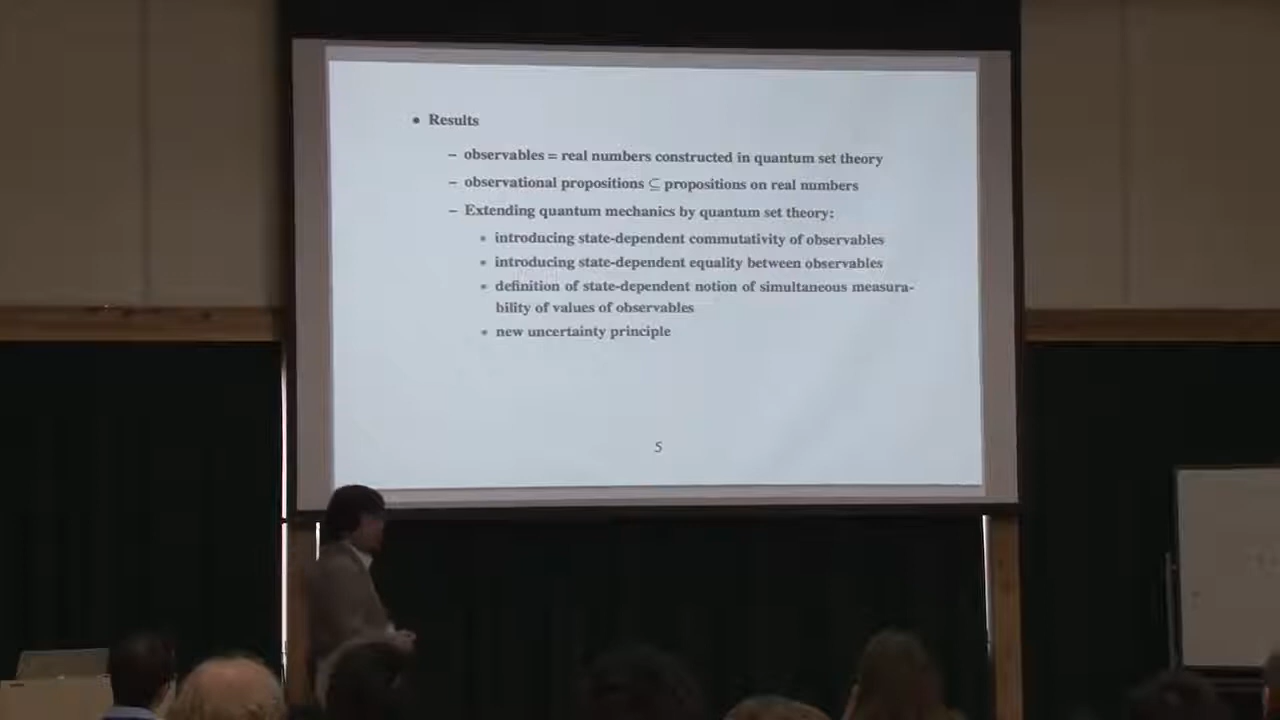 • Results
– observables = real numbers constructed in quantum set theory
– observational propositions ⊆ propositions on real numbers
– Extending quantum mechanics by quantum set theory:
* introducing state-dependent commutativity of observables
* introducing state-dependent equality between observables
* definition of state-dependent notion of simultaneous measura-
bility of values of observables
* new uncertainty principle
5